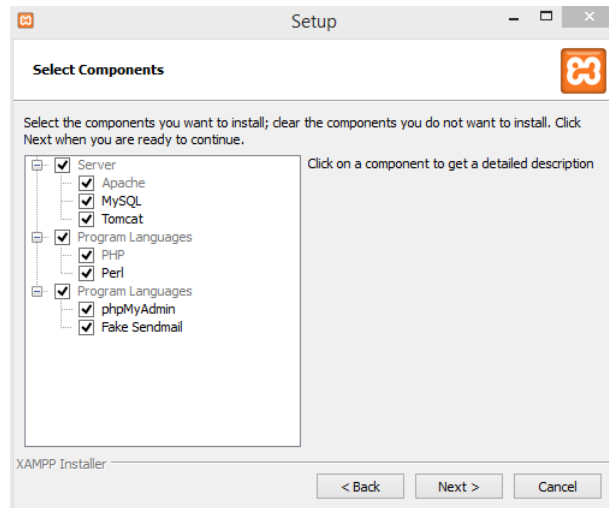 Setup
Select Components
Select the components you want to install; clear the components you do not want to install. Click
Next when you are ready to continue.
Server
Apache
MySQL
Tomcat
Program Languages
PHP
Perl
Program Languages
phpMyAdmin
Fake Sendmail
Click on a component to get a detailed description
XAMPP Installer
< Back
Next >
Cancel